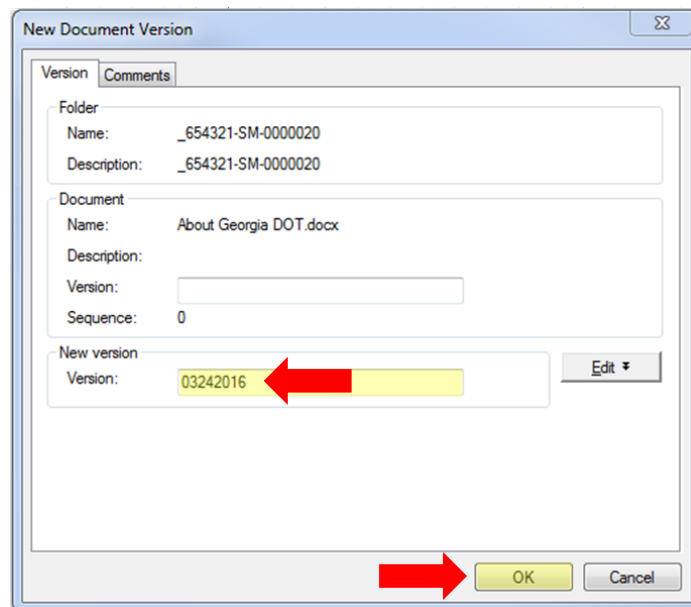 New Document Version
Version Comments
Folder
Name: _654321-SM-0000020
Description: _654321-SM-0000020
Document
Name: About Georgia DOT.docx
Description:
Version:
Sequence: 0
New version
Version: 03242016
Edit
OK Cancel